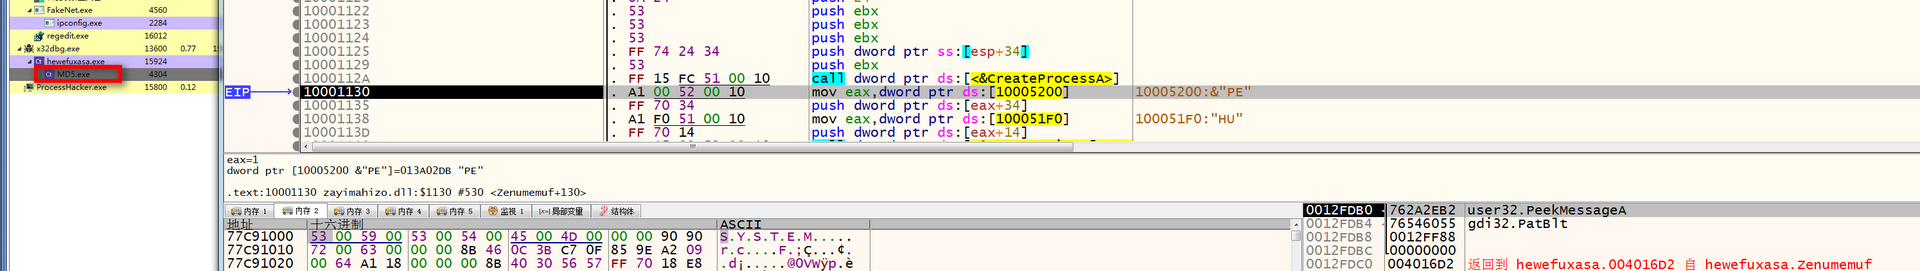 FakeNet.exe 4560
ipconfig.exe 2284
regedit.exe 16012
x32dbg.exe 13600 0.77
hewefuxasa.exe 15924
MD5.exe 4304
ProcessHacker.exe 15800 0.12
EIP
10001122 . 53 push ebx
10001123 . 53 push ebx
10001124 . 53 push ebx
10001125 . FF 74 24 34 push dword ptr ss:[esp+34]
10001129 . 53 push ebx
1000112A . FF 15 FC 51 00 10 call dword ptr ds:[<&CreateProcessA>]
10001130 . A1 00 52 00 10 mov eax,dword ptr ds:[10005200] 10005200:&"PE"
10001135 . FF 70 34 push dword ptr ds:[eax+34]
10001138 . A1 F0 51 00 10 mov eax,dword ptr ds:[100051F0] 100051F0:"HU"
1000113D . FF 70 14 push dword ptr ds:[eax+14]
eax=1
dword ptr [10005200 &"PE"]=013A02DB "PE"
.text:10001130 zayimahizo.dll:$1130 #530 <Zenumemuf+130>
内存 1 内存 2 内存 3 内存 4 内存 5 监视 1 [x=] 局部变量 结构体
地址 十六进制 ASCII
77C91000 53 00 59 00 53 00 54 00 45 00 4D 00 00 00 90 90 S.Y.S.T.E.M.....
77C91010 72 00 63 00 00 00 8B 46 0C 3B C7 0F 85 9E A2 09 r.c....F.;Ç...¢.
77C91020 00 64 A1 18 00 00 00 8B 40 30 56 57 FF 70 18 E8 .d¡.....@0VWÿp.è
0012FDB0 762A2EB2 user32.PeekMessageA
0012FDB4 76546055 gdi32.PatBlt
0012FDB8 0012FF88
0012FDBC 00000000
0012FDC0 004016D2 返回到 hewefuxasa.004016D2 自 hewefuxasa.Zenumemuf